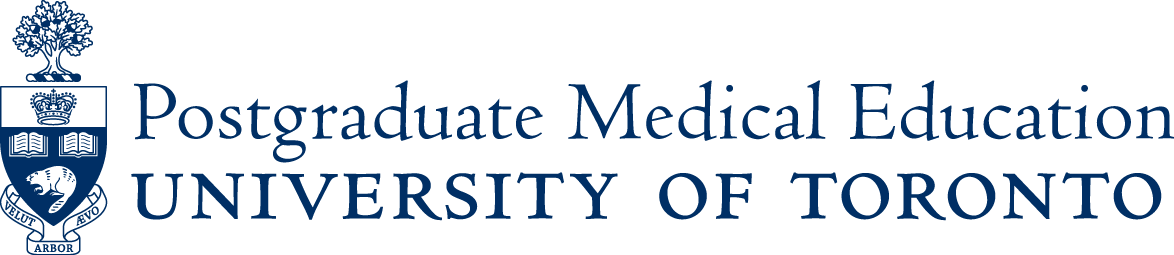 Postgraduate Medical Education
UNIVERSITY OF TORONTO
VELUT ARBOR ÆVO